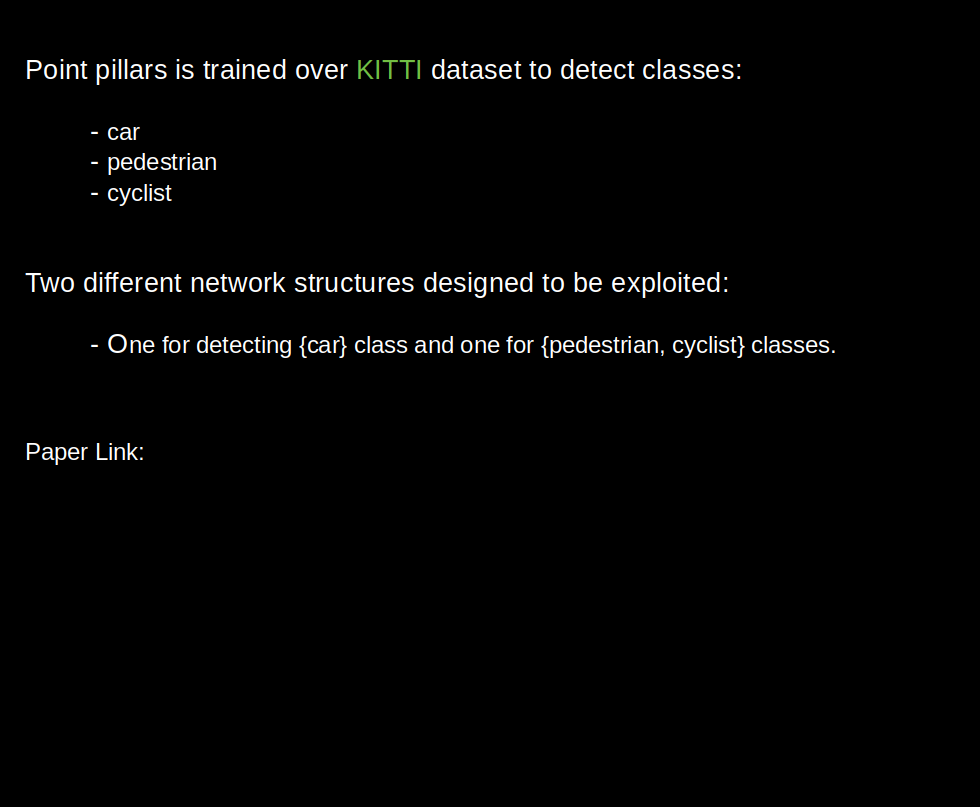 Point pillars is trained over KITTI dataset to detect classes:
- car
- pedestrian
- cyclist
Two different network structures designed to be exploited:
- One for detecting {car} class and one for {pedestrian, cyclist} classes.
Paper Link: